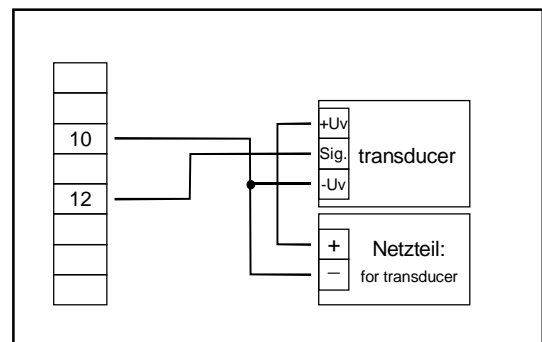 10
12
+Uv
Sig.
-Uv
transducer
+
–
Netzteil:
for transducer